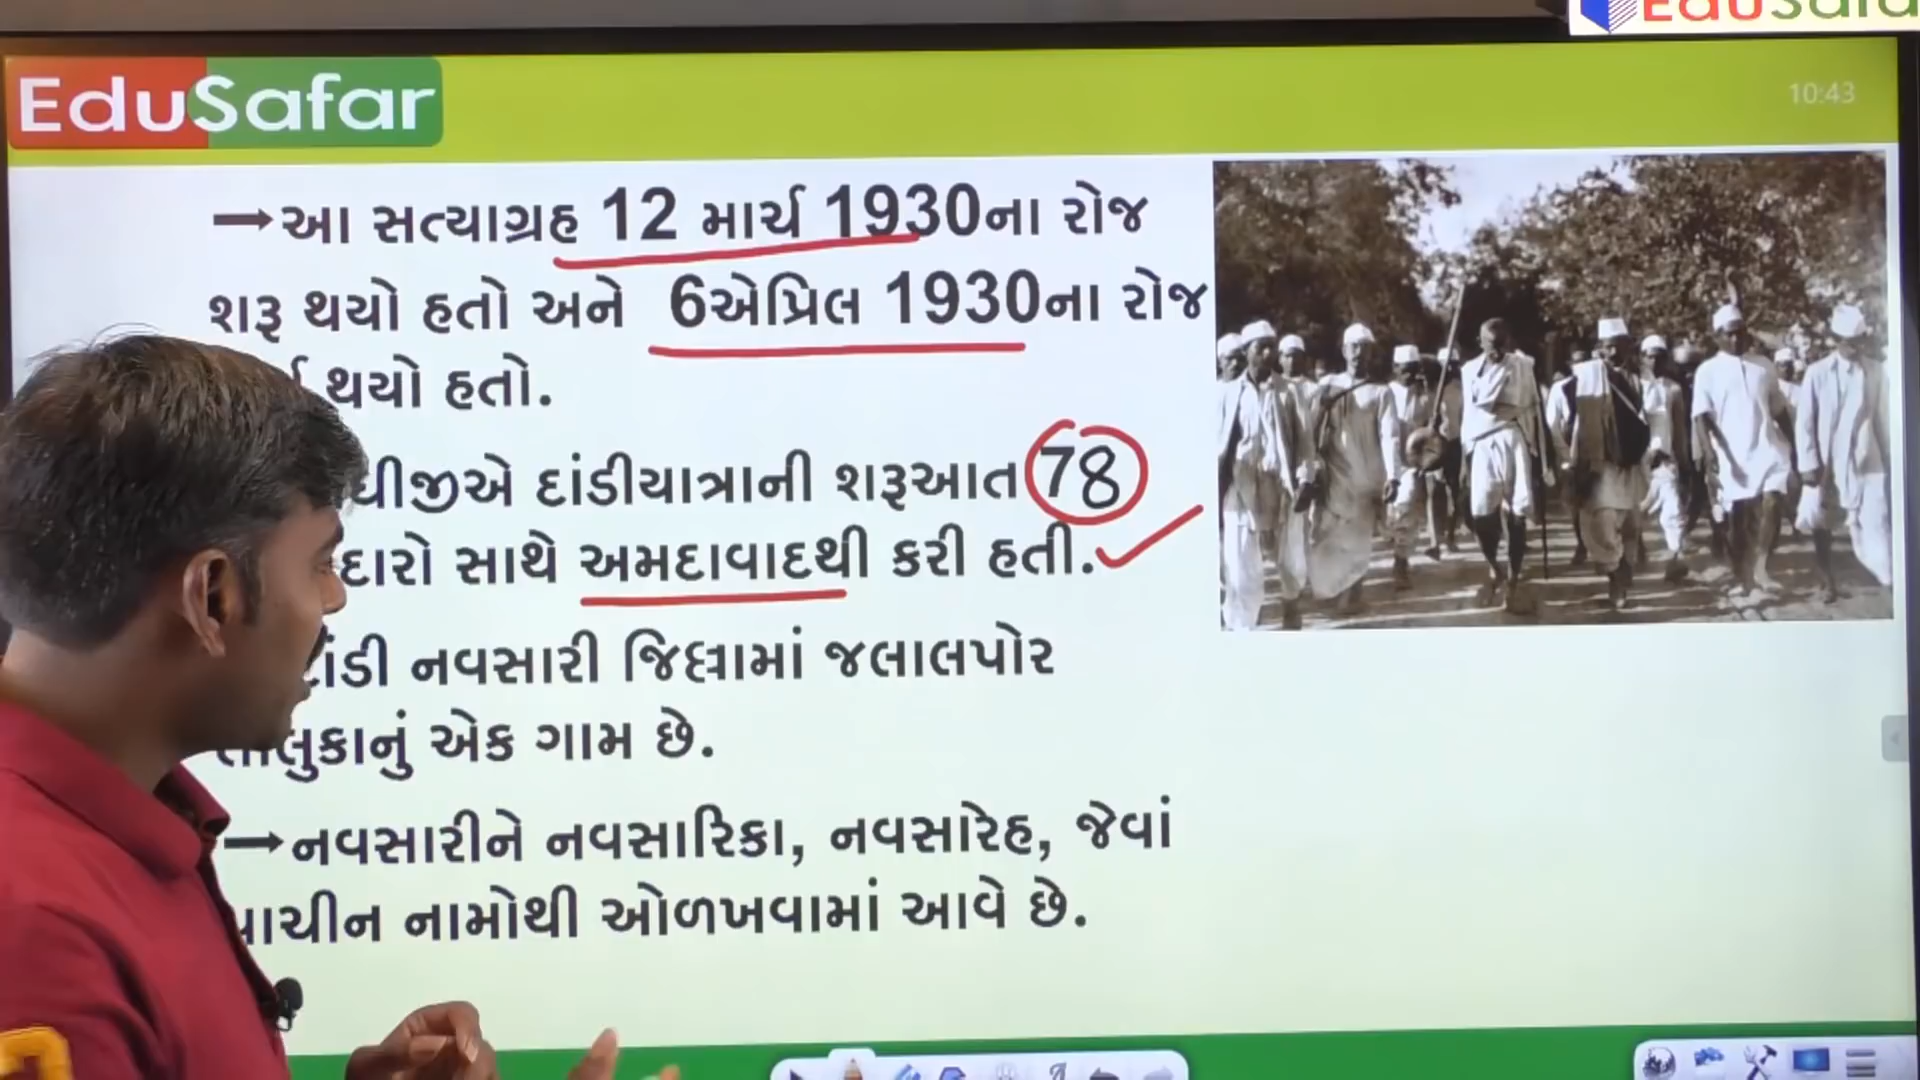 EduSafar
EduSafar
10:43
→આ સત્યાગ્રહ 12 માર્ચ 1930ના રોજ
શરૂ થયો હતો અને 6એપ્રિલ 1930ના રોજ
થયો હતો.
દાંડીયાત્રાની શરૂઆત 78
સાથે અમદાવાદથી કરી હતી.
નવસારી જિલ્લામાં જલાલપોર
એક ગામ છે.
→નવસારીને નવસારિકા, નવસારેહ, જેવાં
નામોથી ઓળખવામાં આવે છે.